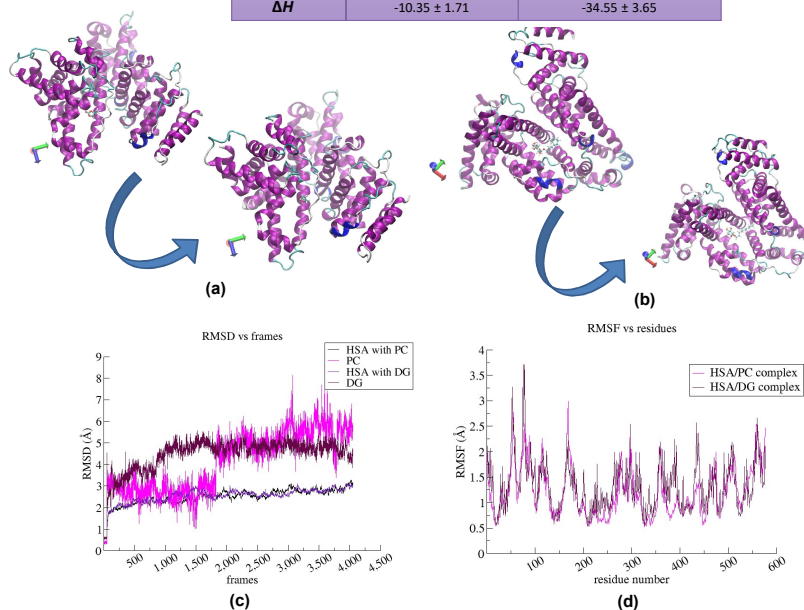 ΔH -10.35 ± 1.71 -34.55 ± 3.65
(a)
(b)
RMSD vs frames
HSA with PC
PC
HSA with DG
DG
9
8
7
6
5
4
3
2
1
0
RMSD (Å)
500
1,000
1,500
2,000
2,500
3,000
3,500
4,000
4,500
frames
(c)
RMSF vs residues
HSA/PC complex
HSA/DG complex
4
3.5
3
2.5
2
1.5
1
0.5
0
RMSF (Å)
100
200
300
400
500
600
residue number
(d)